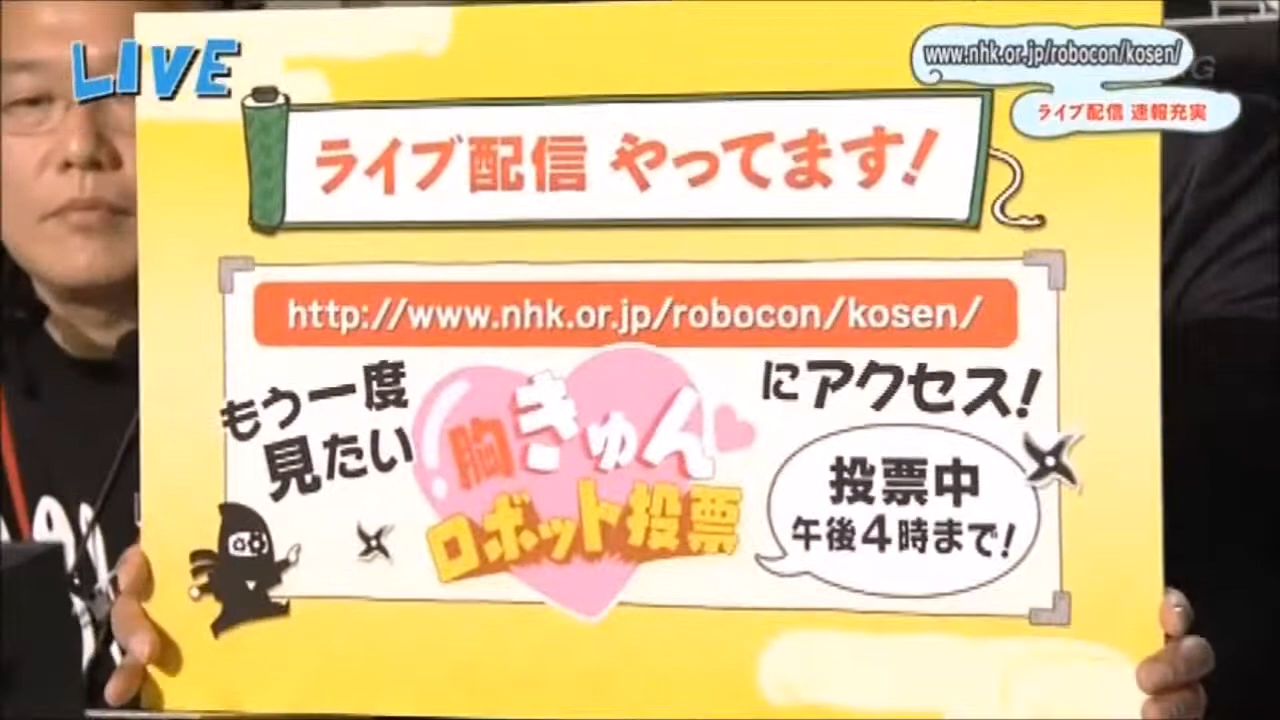 LIVE
www.nhk.or.jp/robocon/kosen/
ライブ配信 速報充実
ライブ配信 やってます!
http://www.nhk.or.jp/robocon/kosen/
もう一度
見たい
胸きゅん
ロボット投票
にアクセス!
投票中
午後4時まで!